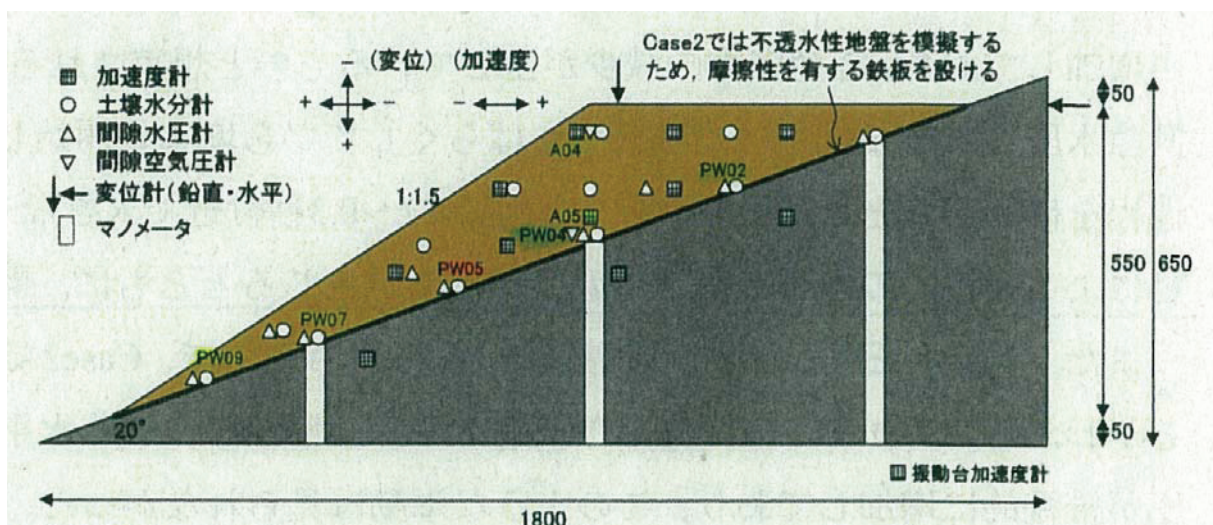 加速度計
土壌水分計
間隙水圧計
間隙空気圧計
変位計(鉛直・水平)
マノメータ
− (変位) (加速度)
+ −
+
− +
Case2では不透水性地盤を模擬する
ため,摩擦性を有する鉄板を設ける
1:1.5
A04
PW02
A05
PW04
PW05
PW07
PW09
20°
50
550
650
50
振動台加速度計
1800